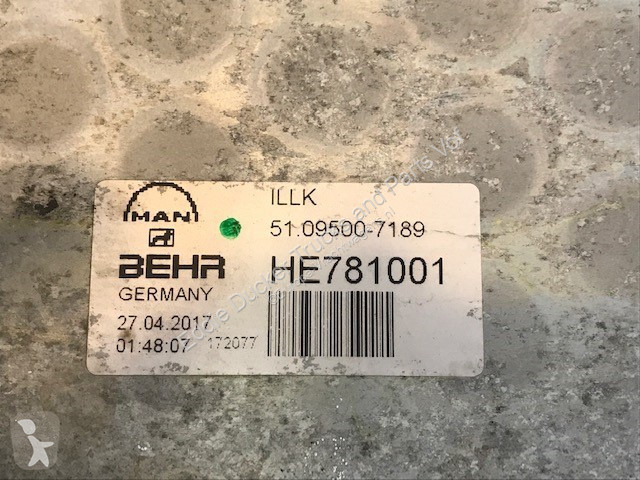 MAN
ILLK
51.09500-7189
BEHR
HE781001
GERMANY
27.04.2017
01:48:07
172077